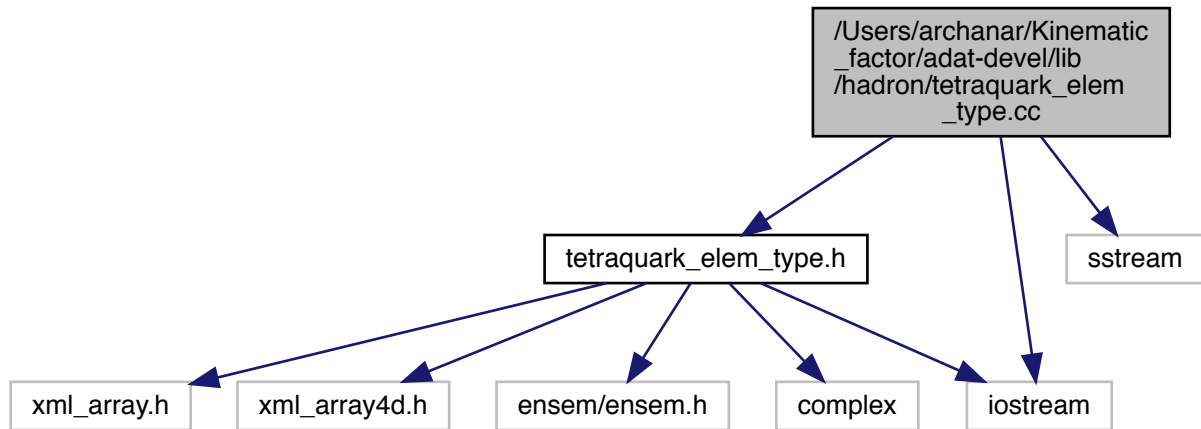 /Users/archanar/Kinematic
_factor/adat-devel/lib
/hadron/tetraquark_elem
_type.cc
tetraquark_elem_type.h
sstream
xml_array.h
xml_array4d.h
ensem/ensem.h
complex
iostream